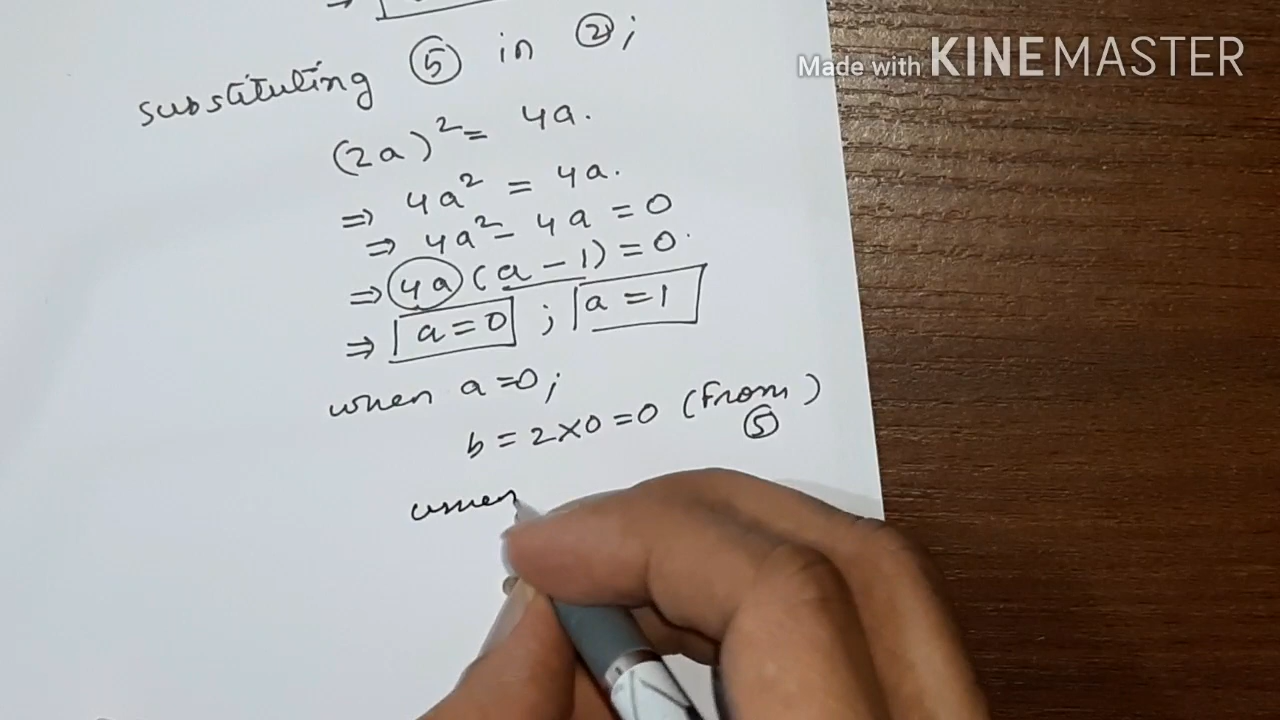 Made with KINEMASTER
substituting ⑤ in ②;
(2a)² = 4a.
⇒ 4a² = 4a.
⇒ 4a² - 4a = 0
⇒ 4a (a - 1) = 0.
⇒ a = 0 ; a = 1
when a = 0;
b = 2 × 0 = 0 (from ⑤)
when